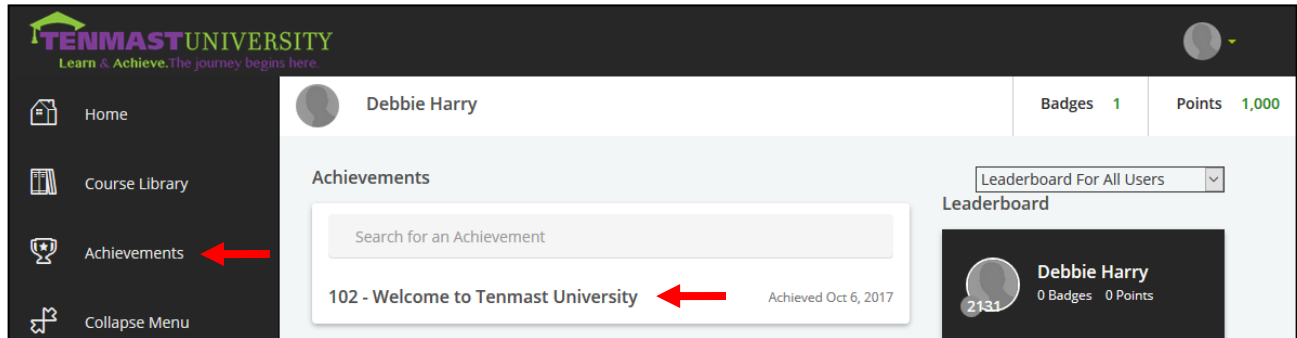 TENMASTUNIVERSITY
Learn & Achieve.The journey begins here.
Home
Course Library
Achievements
Collapse Menu
Debbie Harry
Badges 1
Points 1,000
Achievements
Search for an Achievement
102 - Welcome to Tenmast University
Achieved Oct 6, 2017
Leaderboard For All Users
Leaderboard
Debbie Harry
0 Badges 0 Points
2131